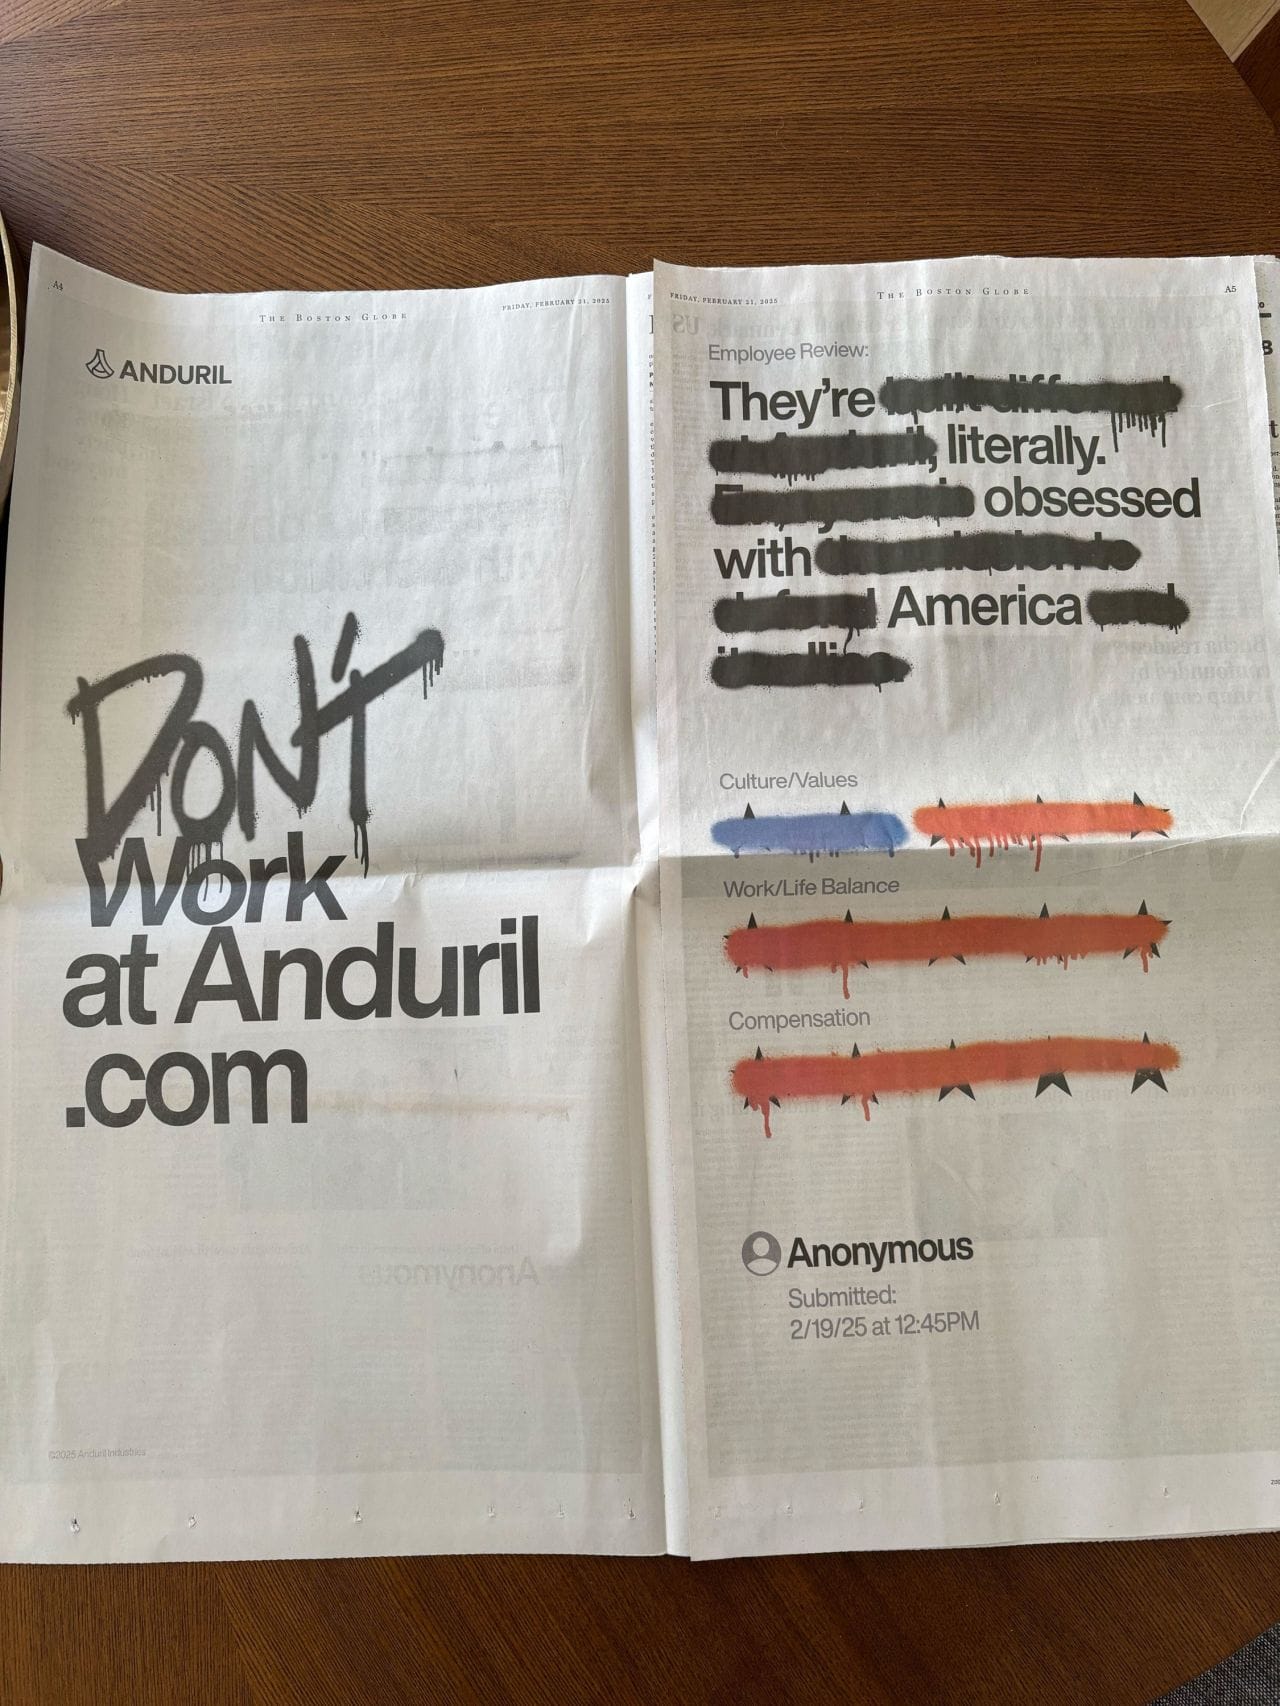 A4
THE BOSTON GLOBE
FRIDAY, FEBRUARY 21, 2025
ANDURIL
DON'T
Work
at Anduril
.com
©2025 Anduril Industries
FRIDAY, FEBRUARY 21, 2025
THE BOSTON GLOBE
A5
Employee Review:
They're
literally.
obsessed
with
America
Culture/Values
Work/Life Balance
Compensation
Anonymous
Submitted:
2/19/25 at 12:45PM